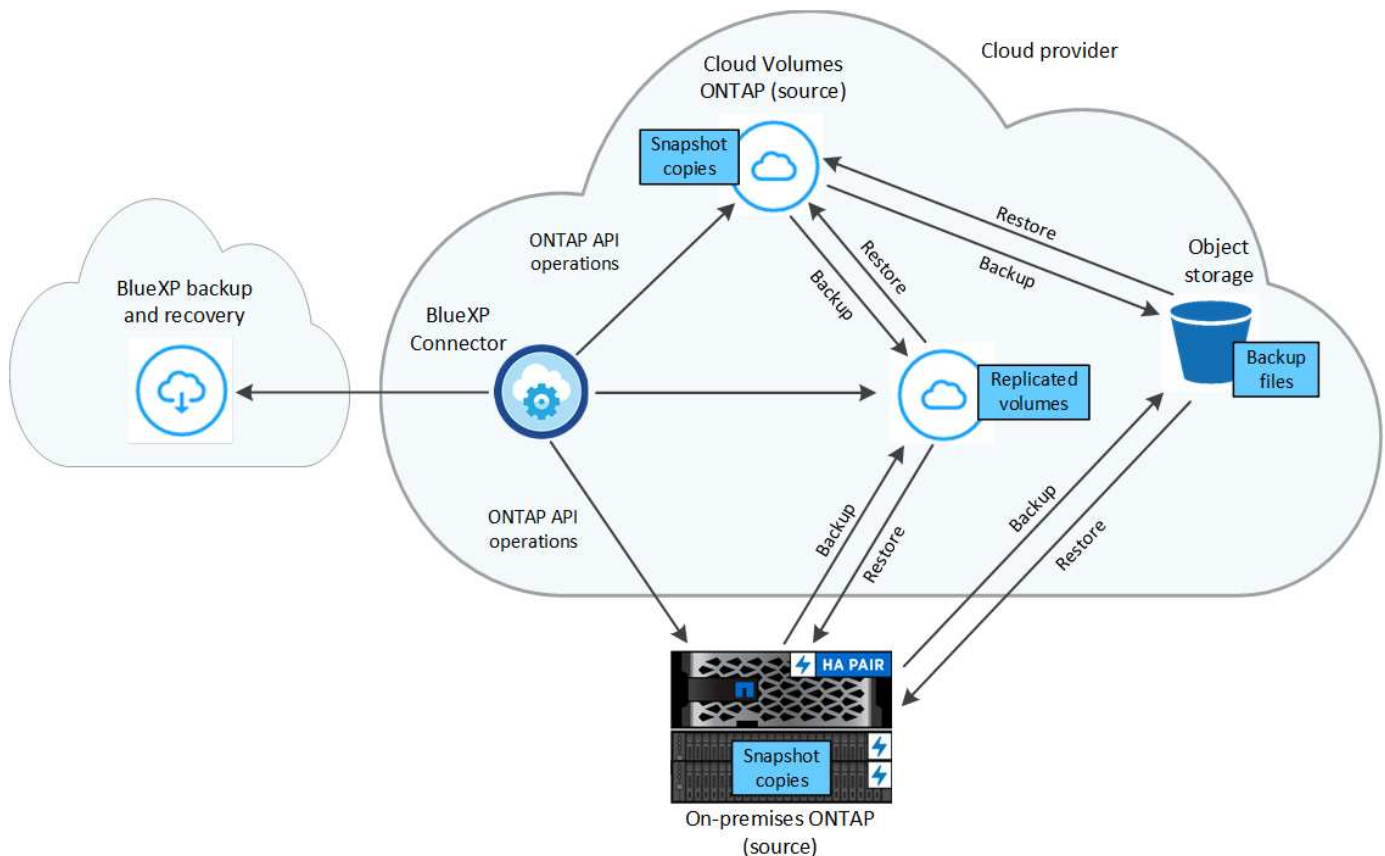 Cloud provider
Cloud Volumes
ONTAP (source)
Snapshot
copies
Restore
Backup
Object
storage
ONTAP API
operations
Restore
Backup
BlueXP backup
and recovery
BlueXP
Connector
Backup
files
Replicated
volumes
ONTAP API
operations
Backup
Restore
Backup
Restore
HA PAIR
Snapshot
copies
On-premises ONTAP
(source)